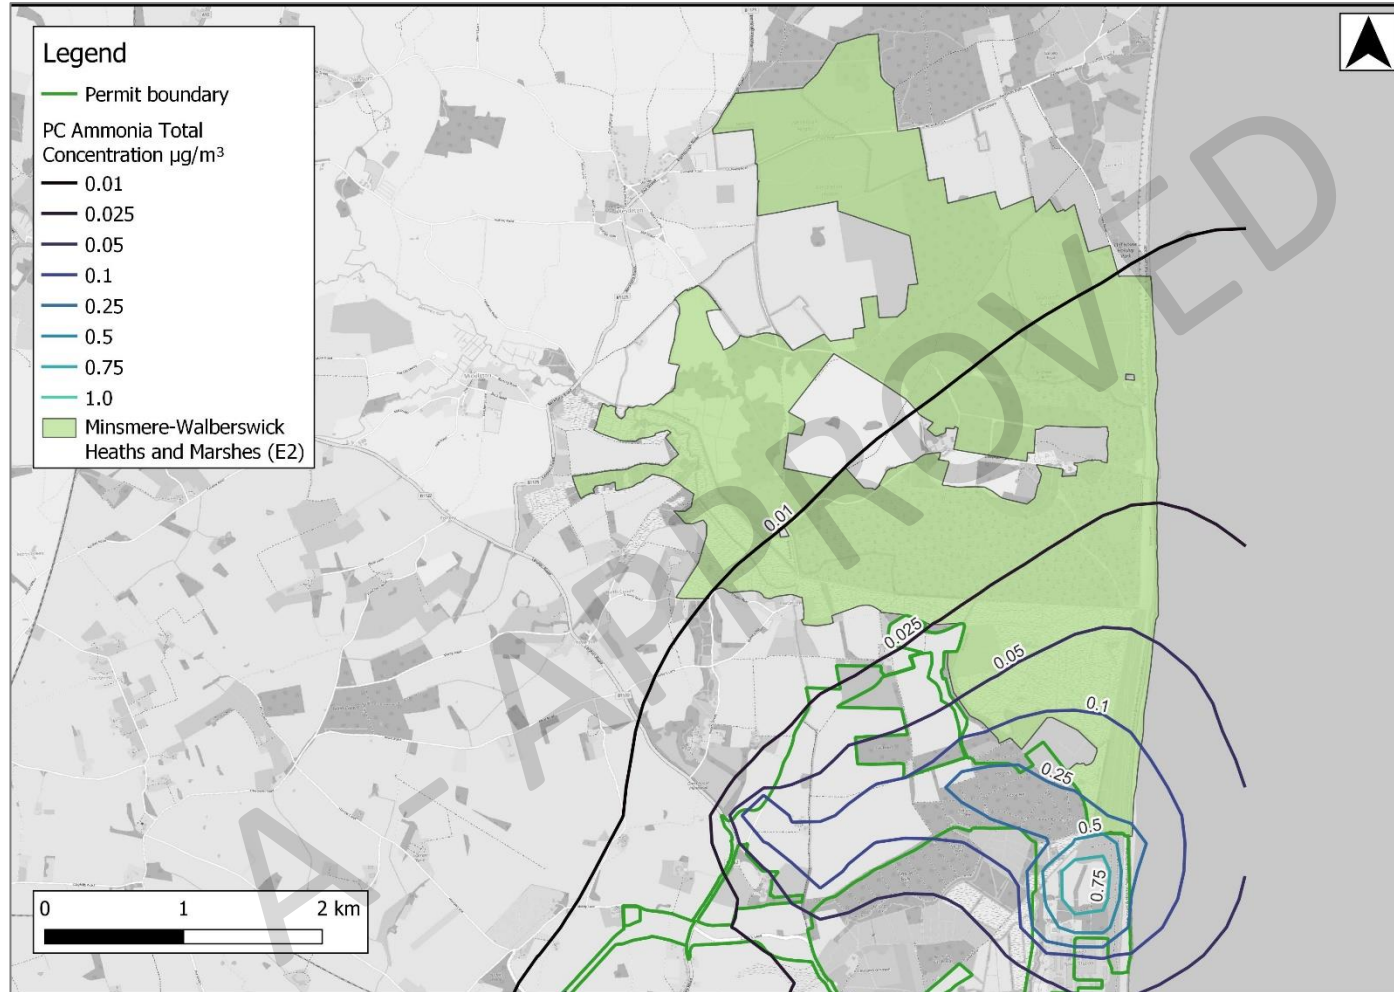 Legend
Permit boundary
PC Ammonia Total
Concentration µg/m³
0.01
0.025
0.05
0.1
0.25
0.5
0.75
1.0
Minsmere-Walberswick
Heaths and Marshes (E2)
A - APPROVED
0.01
0.025
0.05
0.1
0.25
0.5
0.75
0 1 2 km